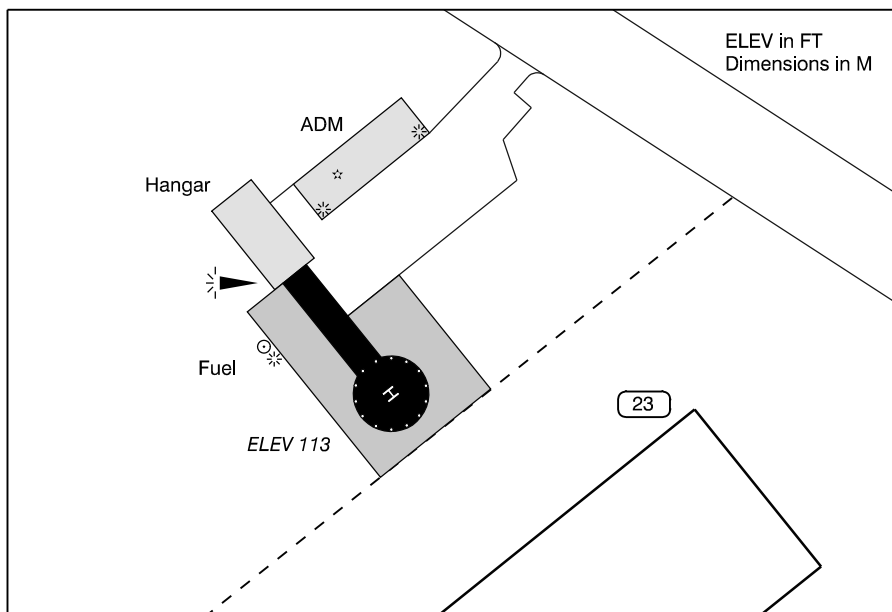 ELEV in FT
Dimensions in M
ADM
Hangar
Fuel
H
ELEV 113
23